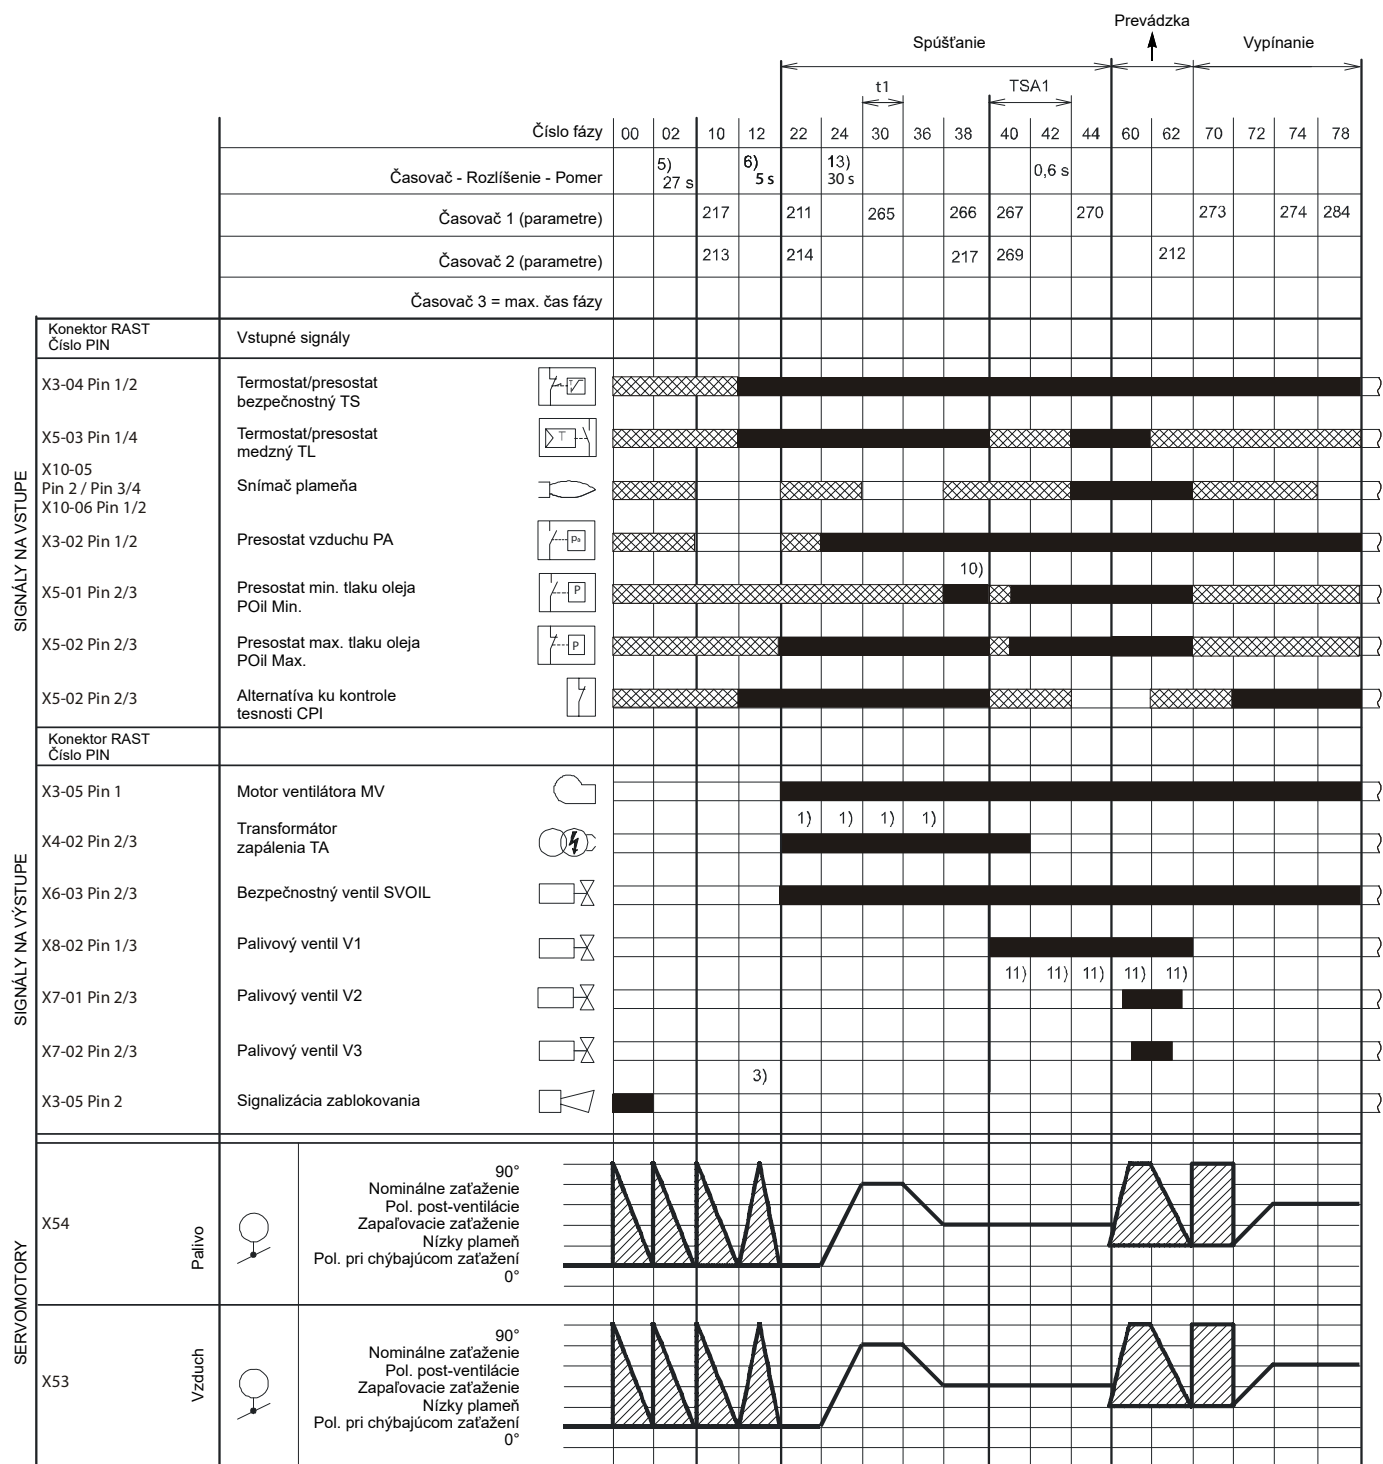 Prevádzka
Spúšťanie
Vypínanie
t1
TSA1
Číslo fázy 00 02 10 12 22 24 30 36 38 40 42 44 60 62 70 72 74 78
Časovač - Rozlíšenie - Pomer 5) 27 s 6) 5 s 13) 30 s 0,6 s
Časovač 1 (parametre) 217 211 265 266 267 270 273 274 284
Časovač 2 (parametre) 213 214 217 269 212
Časovač 3 = max. čas fázy
Konektor RAST
Číslo PIN
Vstupné signály
SIGNÁLY NA VSTUPE
X3-04 Pin 1/2
Termostat/presostat
bezpečnostný TS
X5-03 Pin 1/4
Termostat/presostat
medzný TL
T
X10-05
Pin 2 / Pin 3/4
X10-06 Pin 1/2
Snímač plameňa
X3-02 Pin 1/2
Presostat vzduchu PA
Pa
10)
X5-01 Pin 2/3
Presostat min. tlaku oleja
POil Min.
P
X5-02 Pin 2/3
Presostat max. tlaku oleja
POil Max.
P
X5-02 Pin 2/3
Alternatíva ku kontrole
tesnosti CPI
Konektor RAST
Číslo PIN
SIGNÁLY NA VÝSTUPE
X3-05 Pin 1
Motor ventilátora MV
1) 1) 1) 1)
X4-02 Pin 2/3
Transformátor
zapálenia TA
X6-03 Pin 2/3
Bezpečnostný ventil SVOIL
X8-02 Pin 1/3
Palivový ventil V1
11) 11) 11) 11) 11)
X7-01 Pin 2/3
Palivový ventil V2
X7-02 Pin 2/3
Palivový ventil V3
3)
X3-05 Pin 2
Signalizácia zablokovania
SERVOMOTORY
X54
Palivo
90°
Nominálne zaťaženie
Pol. post-ventilácie
Zapaľovacie zaťaženie
Nízky plameň
Pol. pri chýbajúcom zaťažení
0°
X53
Vzduch
90°
Nominálne zaťaženie
Pol. post-ventilácie
Zapaľovacie zaťaženie
Nízky plameň
Pol. pri chýbajúcom zaťažení
0°